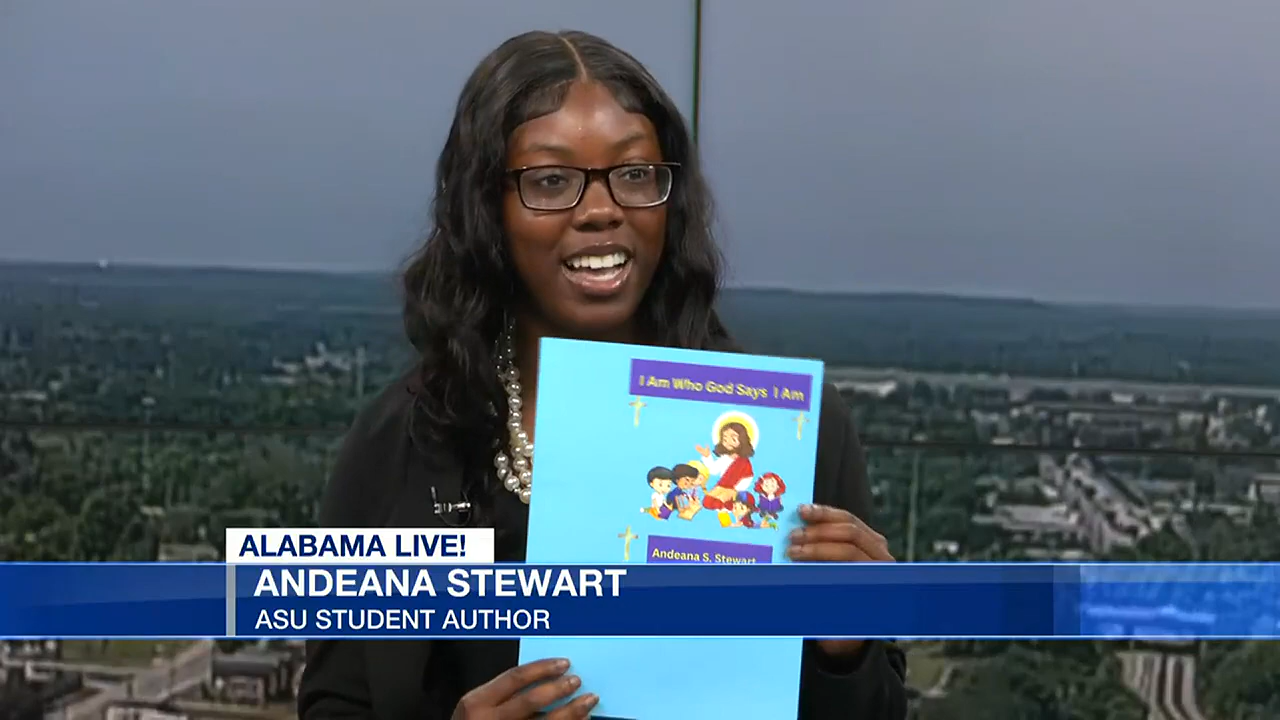 I Am Who God Says I Am
Andeana S. Stewart
ALABAMA LIVE!
ANDEANA STEWART
ASU STUDENT AUTHOR